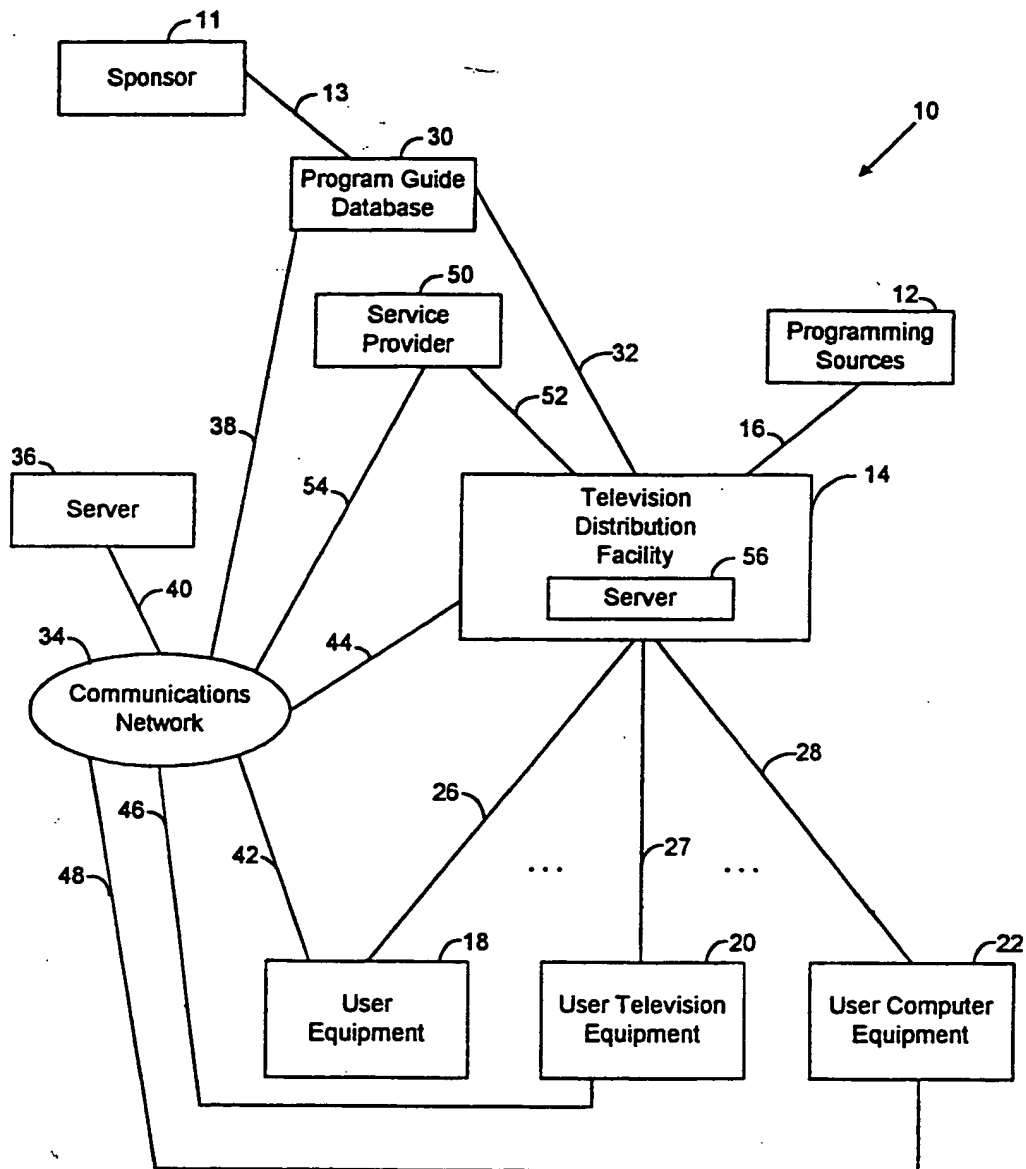 11
Sponsor
13
10
30
Program Guide
Database
50
Service
Provider
12
Programming
Sources
32
52
16
38
36
Server
54
14
Television
Distribution
Facility
56
Server
40
34
44
Communications
Network
28
26
46
42
27
48
...
...
18
User
Equipment
20
User Television
Equipment
22
User Computer
Equipment